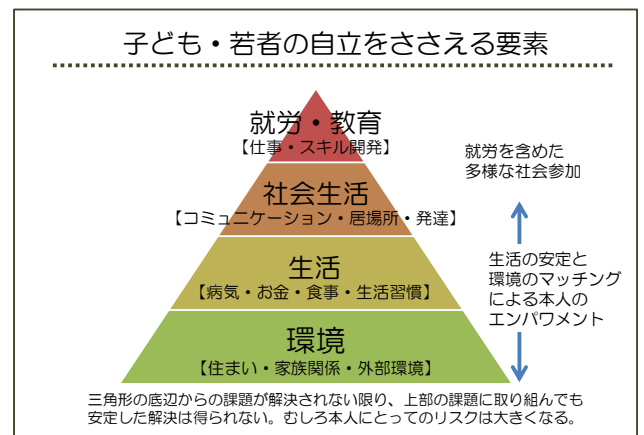 子ども・若者の自立をささえる要素
就労・教育
【仕事・スキル開発】
社会生活
【コミュニケーション・居場所・発達】
生活
【病気・お金・食事・生活習慣】
環境
【住まい・家族関係・外部環境】
就労を含めた
多様な社会参加
生活の安定と
環境のマッチング
による本人の
エンパワメント
三角形の底辺からの課題が解決されない限り、上部の課題に取り組んでも
安定した解決は得られない。むしろ本人にとってのリスクは大きくなる。